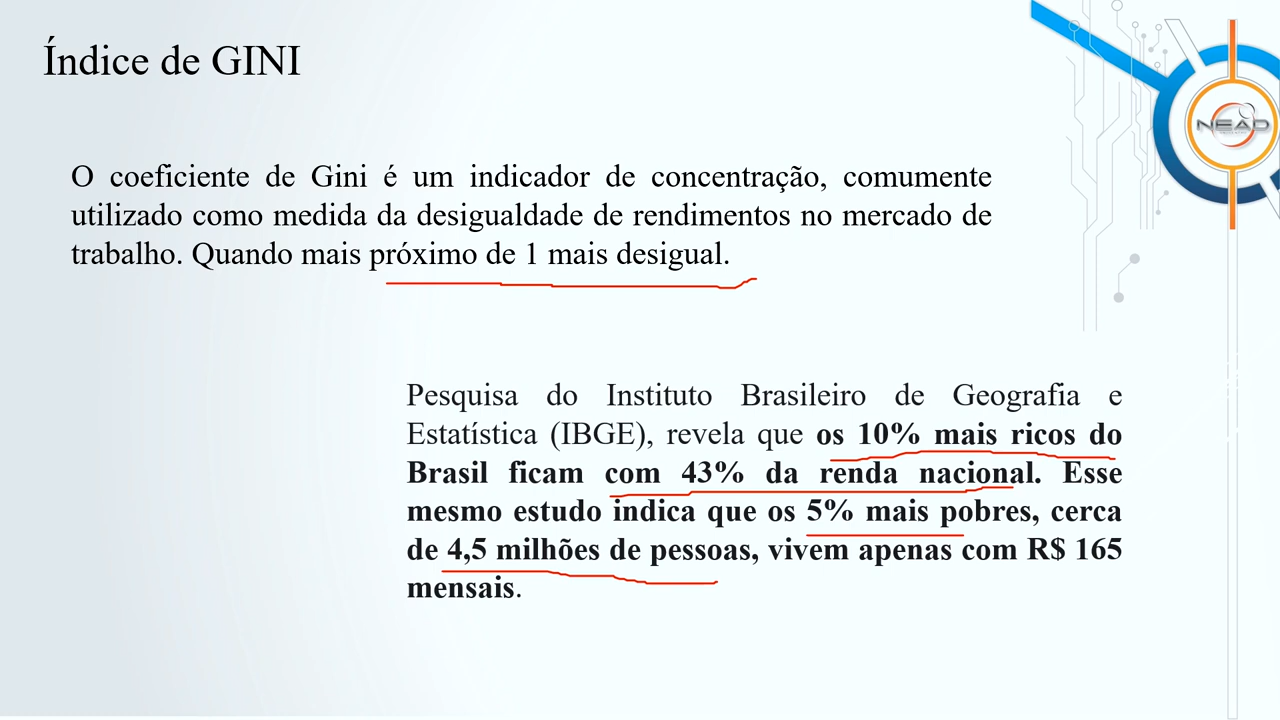 Índice de GINI
NEAD
O coeficiente de Gini é um indicador de concentração, comumente
utilizado como medida da desigualdade de rendimentos no mercado de
trabalho. Quando mais próximo de 1 mais desigual.
Pesquisa do Instituto Brasileiro de Geografia e
Estatística (IBGE), revela que os 10% mais ricos do
Brasil ficam com 43% da renda nacional. Esse
mesmo estudo indica que os 5% mais pobres, cerca
de 4,5 milhões de pessoas, vivem apenas com R$ 165
mensais.